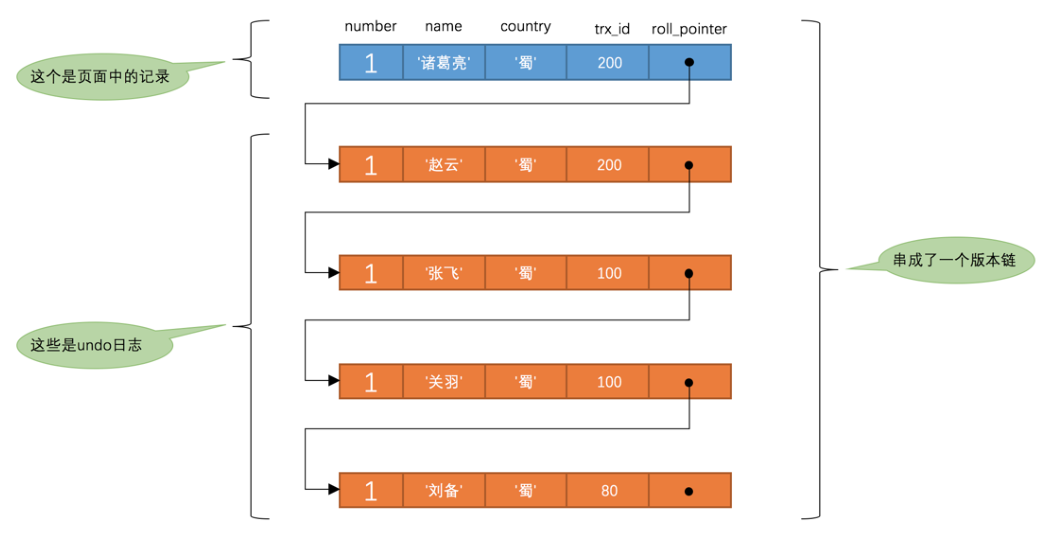 number name country trx_id roll_pointer
1 '诸葛亮' '蜀' 200
这个是页面中的记录
1 '赵云' '蜀' 200
1 '张飞' '蜀' 100
串成了一个版本链
这些是undo日志
1 '关羽' '蜀' 100
1 '刘备' '蜀' 80